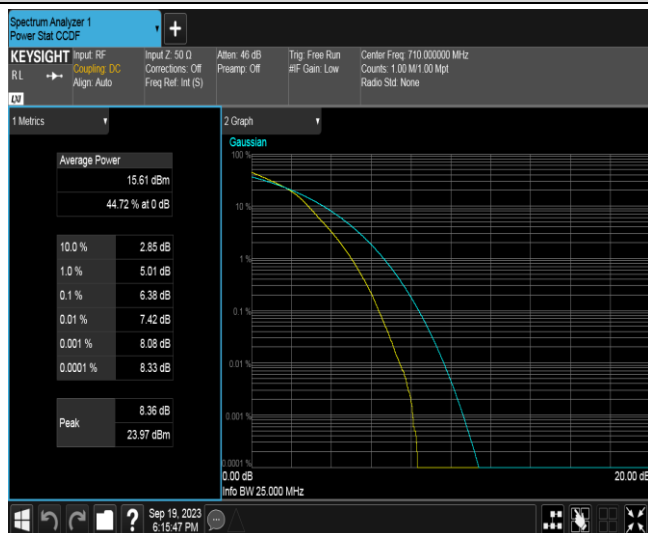 Spectrum Analyzer 1
Power Stat CCDF
KEYSIGHT
RL
LXI
Input: RF
Coupling: DC
Align: Auto
Input Z: 50 Ω
Corrections: Off
Freq Ref: Int (S)
Atten: 46 dB
Preamp: Off
Trig: Free Run
#IF Gain: Low
Center Freq: 710.000000 MHz
Counts: 1.00 M/1.00 Mpt
Radio Std: None
1 Metrics
Average Power
15.61 dBm
44.72 % at 0 dB
10.0 % 2.85 dB
1.0 % 5.01 dB
0.1 % 6.38 dB
0.01 % 7.42 dB
0.001 % 8.08 dB
0.0001 % 8.33 dB
Peak
8.36 dB
23.97 dBm
2 Graph
Gaussian
100 %
10 %
1 %
0.1 %
0.01 %
0.001 %
0.0001 %
0.00 dB
20.00 dB
Info BW 25.000 MHz
?
Sep 19, 2023
6:15:47 PM